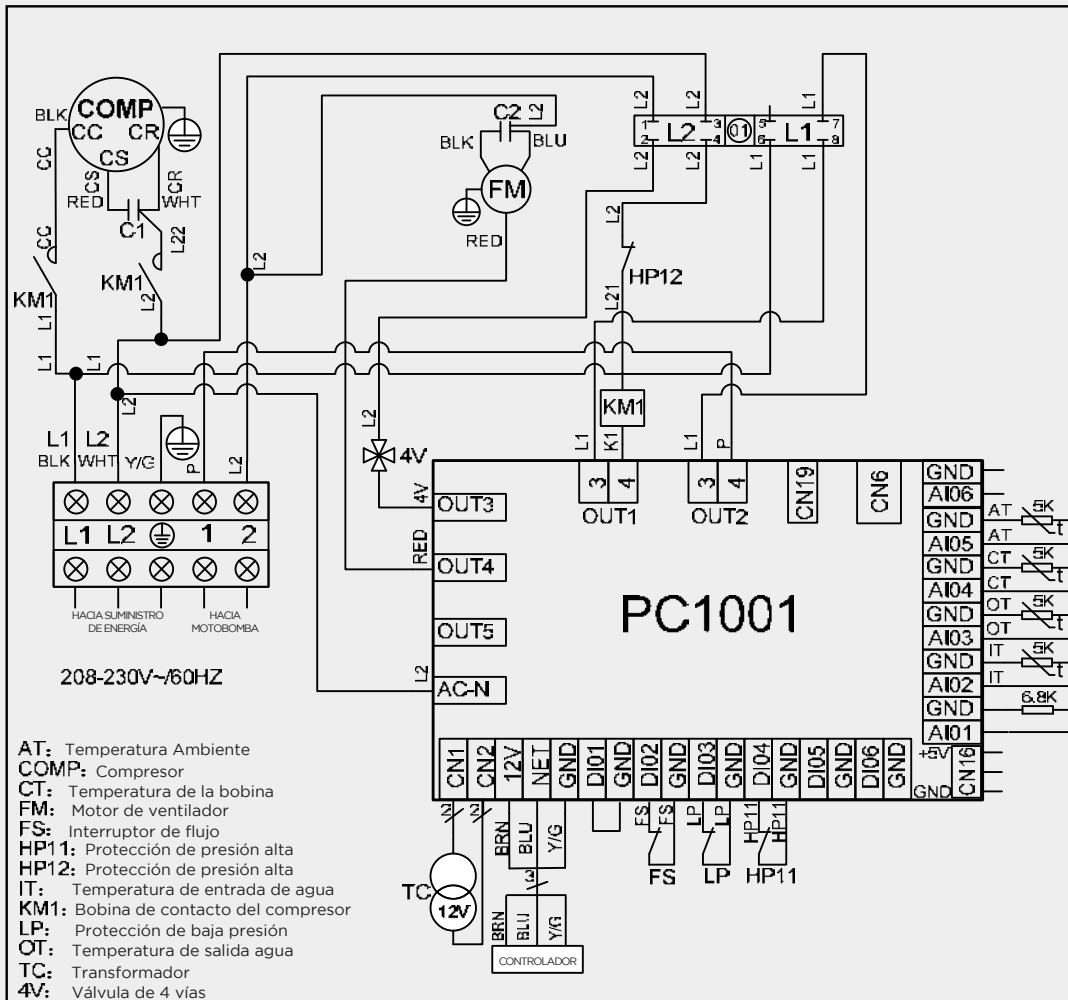 COMP
BLK
CC
CR
CS
CC
CS
RED
CR
WHT
C1
L22
CC
KM1
KM1
L2
L1
L1
L1
L2
L2
C2
L2
BLK
BLU
FM
RED
L2
L2
L1
1
2
L2
3
4
01
5
6
L1
7
8
L2
L2
L1
L1
L2
HP12
L21
KM1
L1
K1
L1
P
L2
4V
4V
RED
L2
L1
L2
BLK
WHT
Y/G
P
L2
L1
L2
1
2
HACIA SUMINISTRO
DE ENERGÍA
HACIA
MOTOBOMBA
208-230V~/60HZ
OUT3
OUT4
OUT5
AC-N
3
4
OUT1
3
4
OUT2
CN19
CN6
PC1001
GND
AI06
GND
AI05
GND
AI04
GND
AI03
GND
AI02
GND
AI01
+5V
CN16
GND
AT
5K
t
AT
CT
5K
t
CT
OT
5K
t
OT
IT
5K
t
IT
6.8K
CN1
CN2
12V
NET
GND
DI01
GND
DI02
GND
DI03
GND
DI04
GND
DI05
GND
DI06
GND
2
2
BRN
BLU
Y/G
3
BRN
BLU
Y/G
CONTROLADOR
TC
12V
FS
FS
FS
LP
LP
LP
HP11
HP11
HP11
AT: Temperatura Ambiente
COMP: Compresor
CT: Temperatura de la bobina
FM: Motor de ventilador
FS: Interruptor de flujo
HP11: Protección de presión alta
HP12: Protección de presión alta
IT: Temperatura de entrada de agua
KM1: Bobina de contacto del compresor
LP: Protección de baja presión
OT: Temperatura de salida agua
TC: Transformador
4V: Válvula de 4 vías